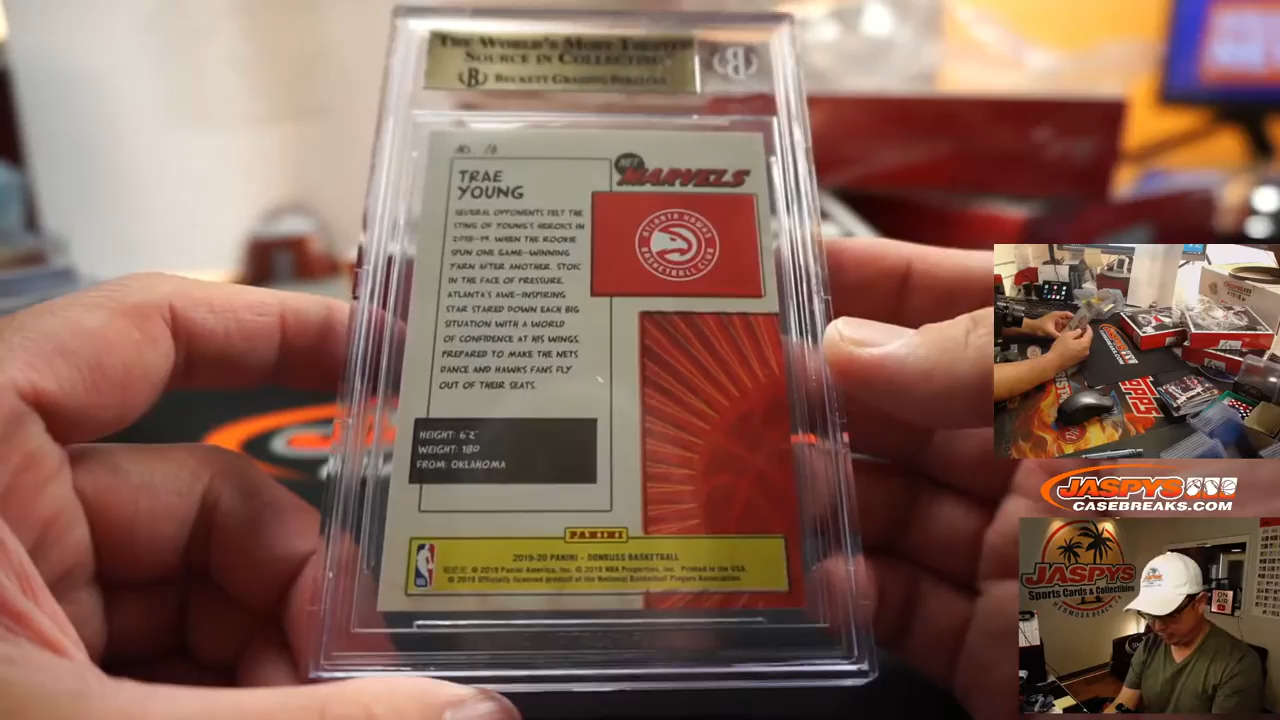 THE WORLD'S MOST TRUSTED
SOURCE IN COLLECTING
BECKETT GRADING SERVICES
NO.
TRAE
YOUNG
NET
MARVELS
SEVERAL OPPONENTS FELT THE
STING OF YOUNG'S HEROICS IN
2018-19, WHEN THE ROOKIE
SPUN ONE GAME-WINNING
YARN AFTER ANOTHER. STOIC
IN THE FACE OF PRESSURE,
ATLANTA'S AWE-INSPIRING
STAR STARED DOWN EACH BIG
SITUATION WITH A WORLD
OF CONFIDENCE AT HIS WINGS,
PREPARED TO MAKE THE NETS
DANCE AND HAWKS FANS FLY
OUT OF THEIR SEATS.
ATLANTA HAWKS
BASKETBALL CLUB
HEIGHT: 6'2"
WEIGHT: 180
FROM: OKLAHOMA
PANINI
2019-20 PANINI - DONRUSS BASKETBALL
© 2019 Panini America, Inc. © 2019 NBA Properties, Inc. Printed in the USA.
© 2019 Officially licensed product of the National Basketball Players Association.
JASPYS
TOPPS
JASPYS
CASEBREAKS.COM
JASPYS
Sports Cards & Collectibles
HERMOSA BEACH, CA
ON
AIR